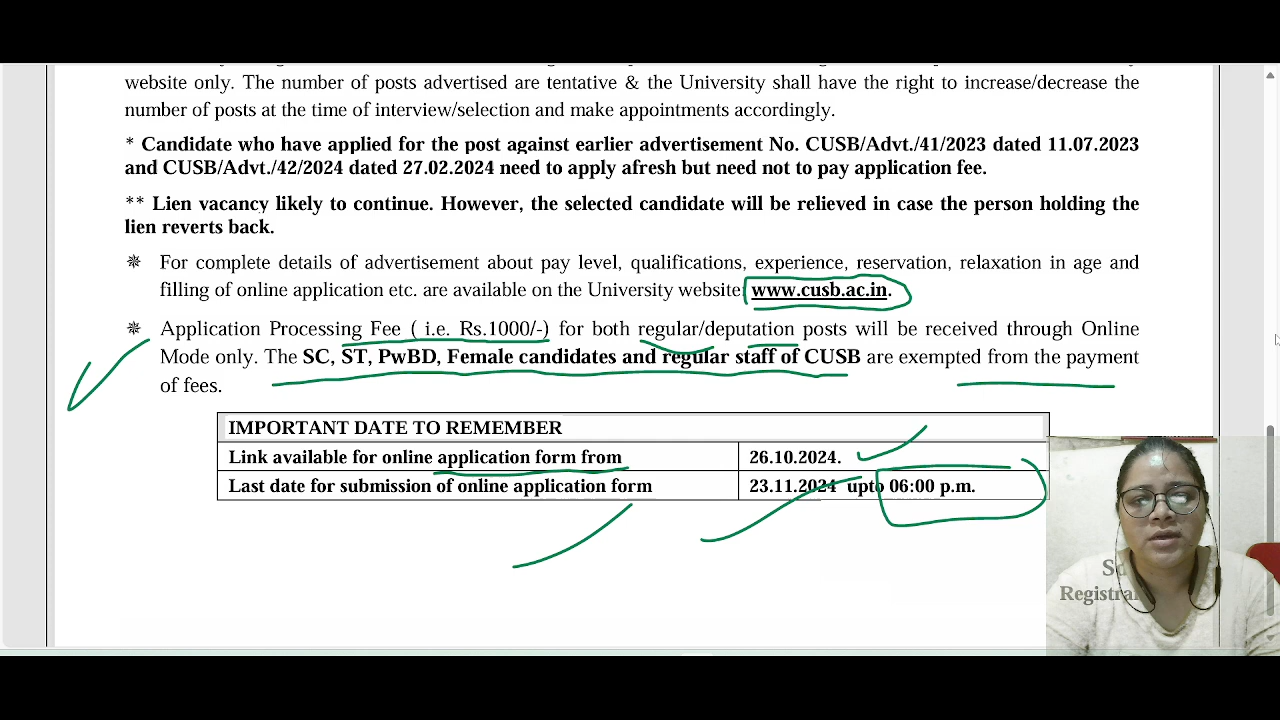 website only. The number of posts advertised are tentative & the University shall have the right to increase/decrease the
number of posts at the time of interview/selection and make appointments accordingly.
* Candidate who have applied for the post against earlier advertisement No. CUSB/Advt./41/2023 dated 11.07.2023
and CUSB/Advt./42/2024 dated 27.02.2024 need to apply afresh but need not to pay application fee.
** Lien vacancy likely to continue. However, the selected candidate will be relieved in case the person holding the
lien reverts back.
✵ For complete details of advertisement about pay level, qualifications, experience, reservation, relaxation in age and
filling of online application etc. are available on the University website: www.cusb.ac.in.
✵ Application Processing Fee ( i.e. Rs.1000/-) for both regular/deputation posts will be received through Online
Mode only. The SC, ST, PwBD, Female candidates and regular staff of CUSB are exempted from the payment
of fees.
IMPORTANT DATE TO REMEMBER
Link available for online application form from 26.10.2024.
Last date for submission of online application form 23.11.2024 upto 06:00 p.m.